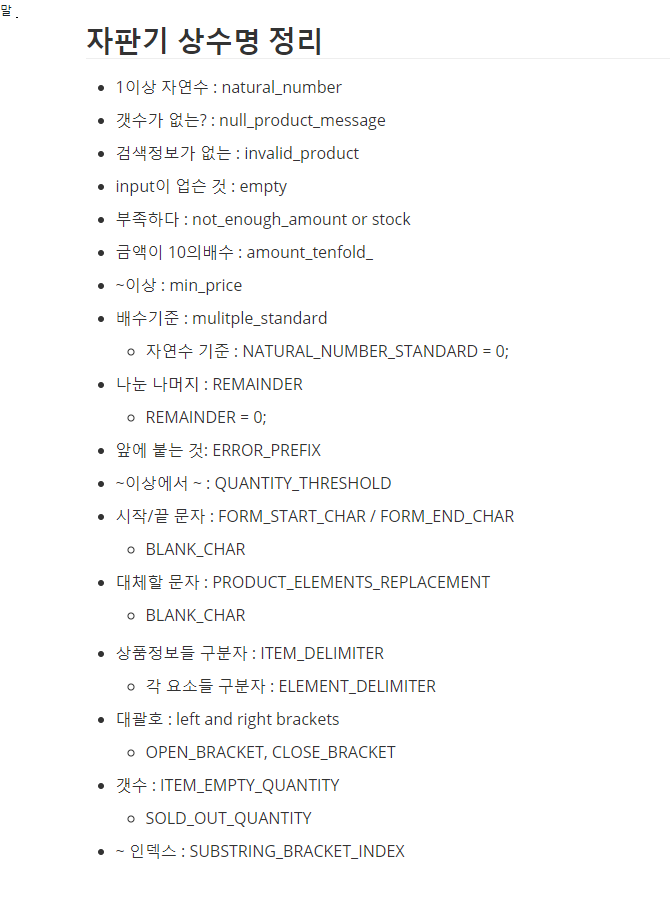 말 .
자판기 상수명 정리
1이상 자연수 : natural_number
갯수가 없는? : null_product_message
검색정보가 없는 : invalid_product
input이 업슨 것 : empty
부족하다 : not_enough_amount or stock
금액이 10의배수 : amount_tenfold_
~이상 : min_price
배수기준 : mulitple_standard
자연수 기준 : NATURAL_NUMBER_STANDARD = 0;
나눈 나머지 : REMAINDER
REMAINDER = 0;
앞에 붙는 것: ERROR_PREFIX
~이상에서 ~ : QUANTITY_THRESHOLD
시작/끝 문자 : FORM_START_CHAR / FORM_END_CHAR
BLANK_CHAR
대체할 문자 : PRODUCT_ELEMENTS_REPLACEMENT
BLANK_CHAR
상품정보들 구분자 : ITEM_DELIMITER
각 요소들 구분자 : ELEMENT_DELIMITER
대괄호 : left and right brackets
OPEN_BRACKET, CLOSE_BRACKET
갯수 : ITEM_EMPTY_QUANTITY
SOLD_OUT_QUANTITY
~ 인덱스 : SUBSTRING_BRACKET_INDEX